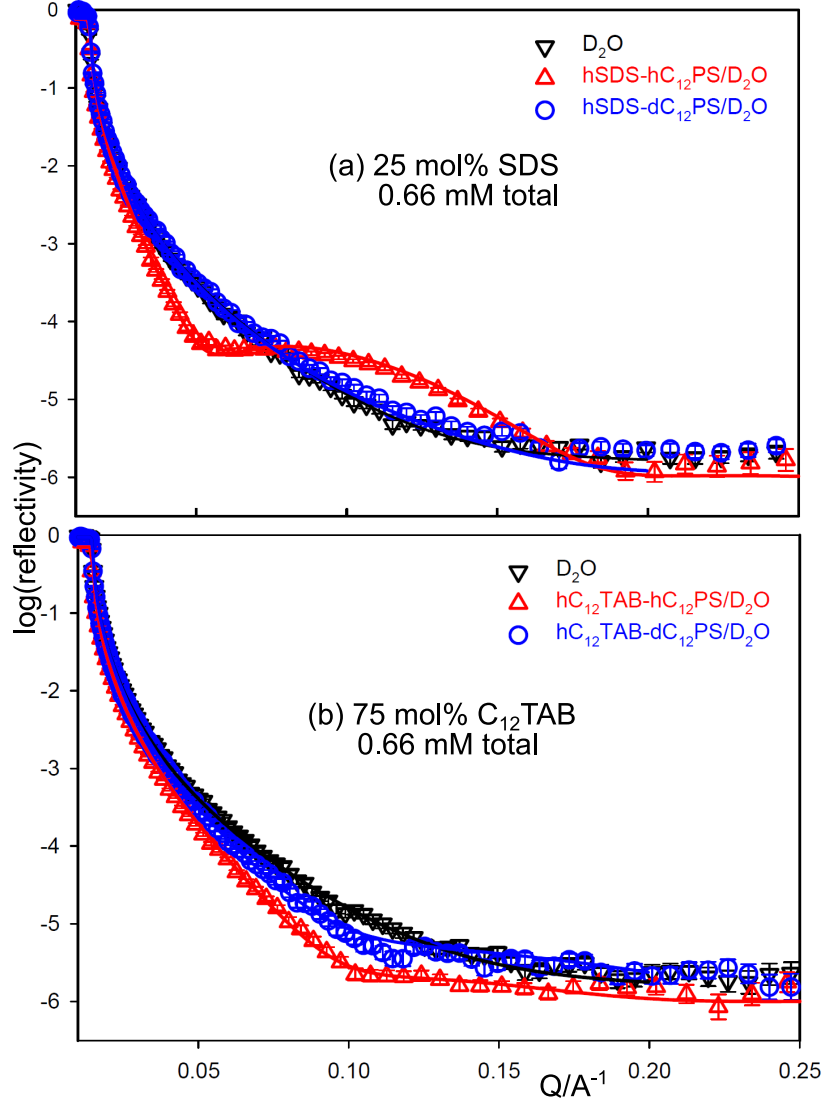 0
-1
-2
-3
-4
-5
-6
D₂O
hSDS-hC₁₂PS/D₂O
hSDS-dC₁₂PS/D₂O
(a) 25 mol% SDS
0.66 mM total
log(reflectivity)
0
-1
-2
-3
-4
-5
-6
D₂O
hC₁₂TAB-hC₁₂PS/D₂O
hC₁₂TAB-dC₁₂PS/D₂O
(b) 75 mol% C₁₂TAB
0.66 mM total
0.05 0.10 0.15 0.20 0.25
Q/A⁻¹